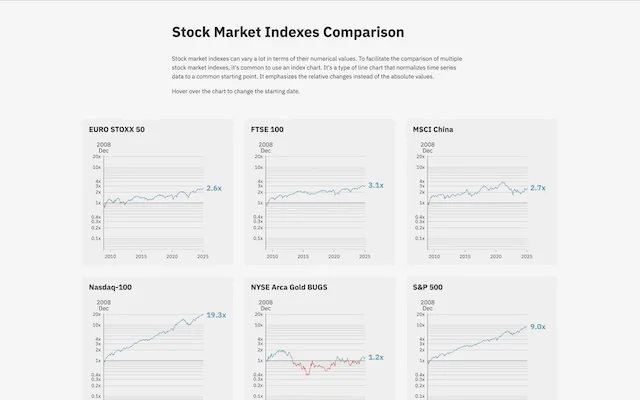 Stock Market Indexes Comparison
Stock market indexes can vary a lot in terms of their numerical values. To facilitate the comparison of multiple
stock market indexes, it's common to use an index chart. It's a type of line chart that normalizes time series
data to a common starting point. It emphasizes the relative changes instead of the absolute values.
Hover over the chart to change the starting date.
EURO STOXX 50
2008
Dec
20x
10x
4x
3x
2x
1x
0.4x
0.3x
0.2x
0.1x
2.6x
2010
2015
2020
2025
FTSE 100
2008
Dec
20x
10x
4x
3x
2x
1x
0.4x
0.3x
0.2x
0.1x
3.1x
2010
2015
2020
2025
MSCI China
2008
Dec
20x
10x
4x
3x
2x
1x
0.4x
0.3x
0.2x
0.1x
2.7x
2010
2015
2020
2025
Nasdaq-100
2008
Dec
20x
10x
4x
3x
2x
1x
0.4x
0.3x
0.2x
19.3x
NYSE Arca Gold BUGS
2008
Dec
20x
10x
4x
3x
2x
1x
0.4x
0.3x
0.2x
1.2x
S&P 500
2008
Dec
20x
10x
4x
3x
2x
1x
0.4x
0.3x
0.2x
9.0x